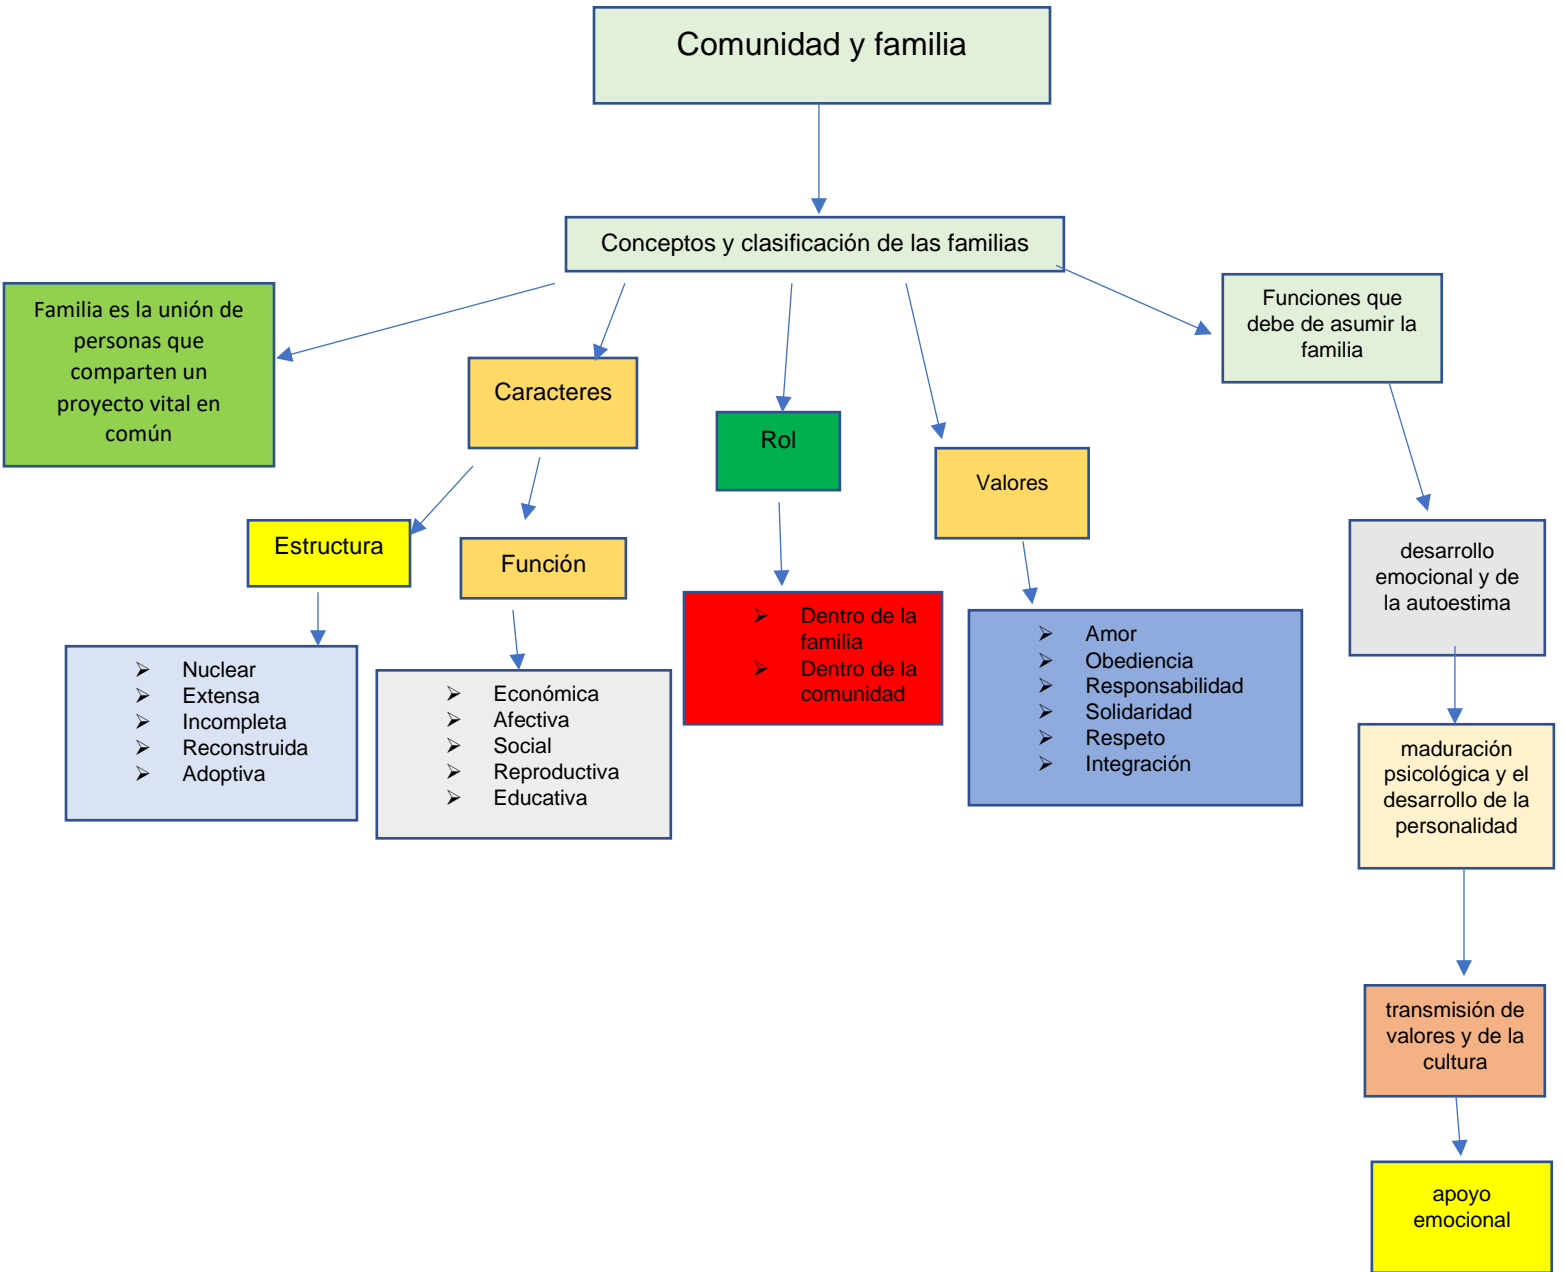 Comunidad y familia
Conceptos y clasificación de las familias
Familia es la unión de
personas que
comparten un
proyecto vital en
común
Caracteres
Rol
Valores
Funciones que
debe de asumir la
familia
Estructura
Función
➢ Nuclear
➢ Extensa
➢ Incompleta
➢ Reconstruida
➢ Adoptiva
➢ Económica
➢ Afectiva
➢ Social
➢ Reproductiva
➢ Educativa
➢ Dentro de la
familia
➢ Dentro de la
comunidad
➢ Amor
➢ Obediencia
➢ Responsabilidad
➢ Solidaridad
➢ Respeto
➢ Integración
desarrollo
emocional y de
la autoestima
maduración
psicológica y el
desarrollo de la
personalidad
transmisión de
valores y de la
cultura
apoyo
emocional